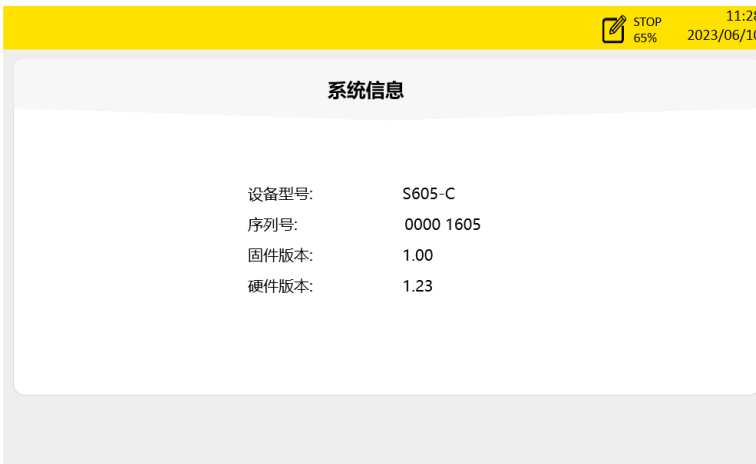 STOP 11:28
65% 2023/06/10
系统信息
设备型号: S605-C
序列号: 0000 1605
固件版本: 1.00
硬件版本: 1.23